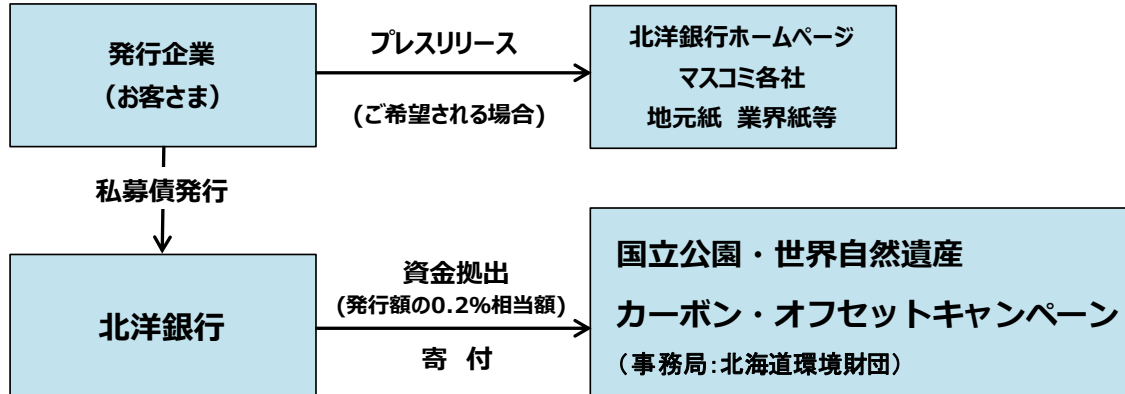 発行企業
（お客さま）
プレスリリース
(ご希望される場合)
北洋銀行ホームページ
マスコミ各社
地元紙 業界紙等
私募債発行
北洋銀行
資金拠出
(発行額の0.2%相当額)
寄 付
国立公園・世界自然遺産
カーボン・オフセットキャンペーン
（事務局：北海道環境財団）